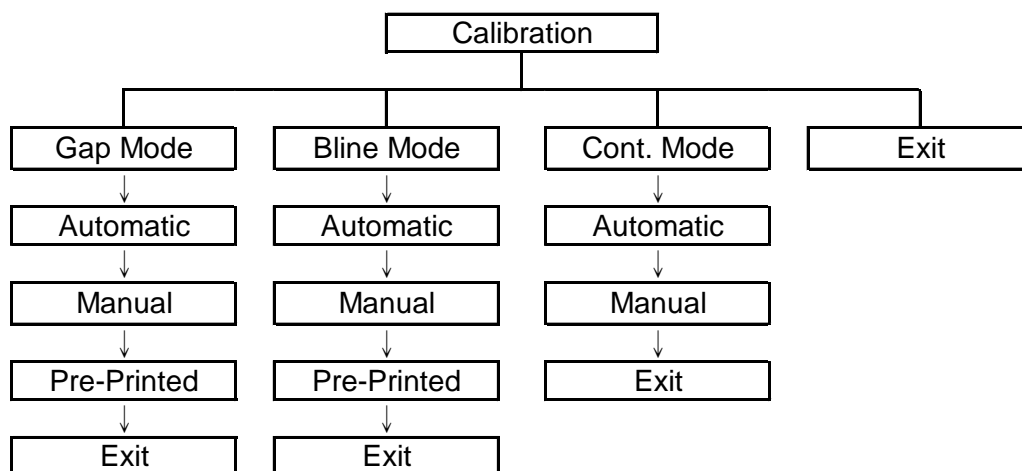 Calibration
Gap Mode
Bline Mode
Cont. Mode
Exit
Automatic
Automatic
Automatic
Manual
Manual
Manual
Pre-Printed
Pre-Printed
Exit
Exit
Exit